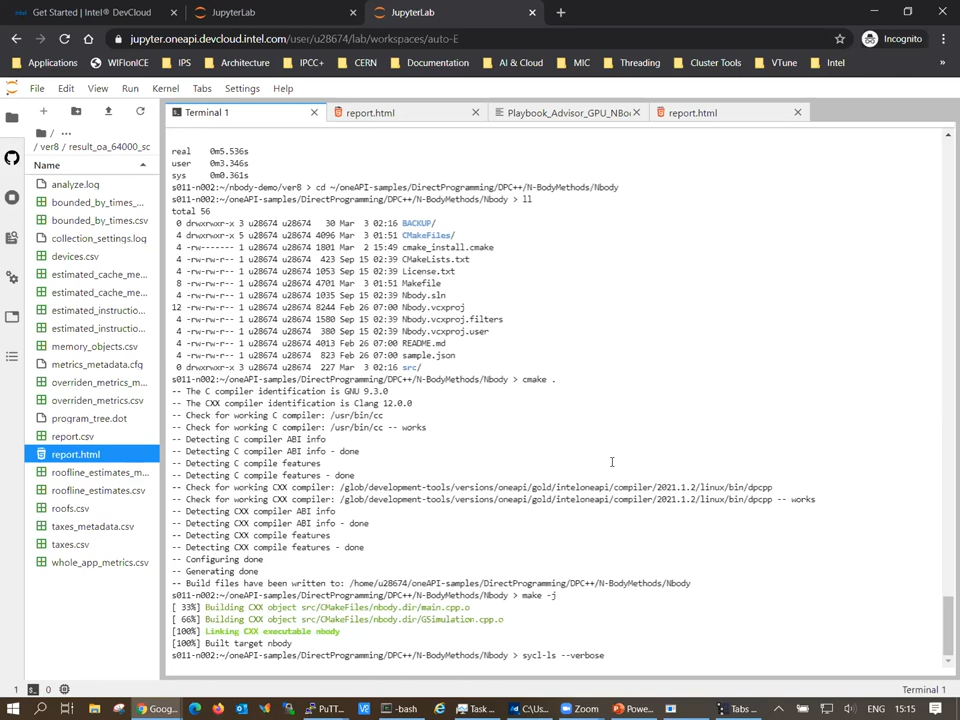 Get Started | Intel® DevCloud
JupyterLab
JupyterLab
jupyter.oneapi.devcloud.intel.com/user/u28674/lab/workspaces/auto-E
Incognito
Applications
WIFIonICE
IPS
Architecture
IPCC+
CERN
Documentation
AI & Cloud
MIC
Threading
Cluster Tools
VTune
Intel
»
File Edit View Run Kernel Tabs Settings Help
Terminal 1
report.html
Playbook_Advisor_GPU_NBo
report.html
/ ...
/ ver8 / result_oa_64000_sc
Name
analyze.log
bounded_by_times_...
bounded_by_times.csv
collection_settings.log
devices.csv
estimated_cache_me...
estimated_cache_me...
estimated_instructio...
estimated_instructio...
memory_objects.csv
metrics_metadata.cfg
overriden_metrics_m...
overriden_metrics.csv
program_tree.dot
report.csv
report.html
roofline_estimates_m...
roofline_estimates.csv
roofs.csv
taxes_metadata.csv
taxes.csv
whole_app_metrics.csv
real 0m5.536s
user 0m3.346s
sys 0m0.361s
s011-n002:~/nbody-demo/ver8 > cd ~/oneAPI-samples/DirectProgramming/DPC++/N-BodyMethods/Nbody
s011-n002:~/oneAPI-samples/DirectProgramming/DPC++/N-BodyMethods/Nbody > ll
total 56
0 drwxrwxr-x 3 u28674 u28674 30 Mar 3 02:16 BACKUP/
4 drwxrwxr-x 3 u28674 u28674 4096 Mar 3 01:51 CMakeFiles/
4 -rw------- 1 u28674 u28674 1801 Mar 2 15:49 cmake_install.cmake
4 -rw-rw-r-- 1 u28674 u28674 423 Sep 15 02:39 CMakeLists.txt
4 -rw-rw-r-- 1 u28674 u28674 1053 Sep 15 02:39 License.txt
8 -rw-rw-r-- 1 u28674 u28674 4701 Mar 3 01:51 Makefile
4 -rw-rw-r-- 1 u28674 u28674 1035 Sep 15 02:39 Nbody.sln
12 -rw-rw-r-- 1 u28674 u28674 8244 Feb 26 07:00 Nbody.vcxproj
4 -rw-rw-r-- 1 u28674 u28674 1580 Sep 15 02:39 Nbody.vcxproj.filters
4 -rw-rw-r-- 1 u28674 u28674 380 Sep 15 02:39 Nbody.vcxproj.user
4 -rw-rw-r-- 1 u28674 u28674 4013 Feb 26 07:00 README.md
4 -rw-rw-r-- 1 u28674 u28674 823 Feb 26 07:00 sample.json
0 drwxrwxr-x 3 u28674 u28674 227 Mar 3 02:16 src/
s011-n002:~/oneAPI-samples/DirectProgramming/DPC++/N-BodyMethods/Nbody > cmake .
-- The C compiler identification is GNU 9.3.0
-- The CXX compiler identification is Clang 12.0.0
-- Check for working C compiler: /usr/bin/cc
-- Check for working C compiler: /usr/bin/cc -- works
-- Detecting C compiler ABI info
-- Detecting C compiler ABI info - done
-- Detecting C compile features
-- Detecting C compile features - done
-- Check for working CXX compiler: /glob/development-tools/versions/oneapi/gold/inteloneapi/compiler/2021.1.2/linux/bin/dpcpp
-- Check for working CXX compiler: /glob/development-tools/versions/oneapi/gold/inteloneapi/compiler/2021.1.2/linux/bin/dpcpp -- works
-- Detecting CXX compiler ABI info
-- Detecting CXX compiler ABI info - done
-- Detecting CXX compile features
-- Detecting CXX compile features - done
-- Configuring done
-- Generating done
-- Build files have been written to: /home/u28674/oneAPI-samples/DirectProgramming/DPC++/N-BodyMethods/Nbody
s011-n002:~/oneAPI-samples/DirectProgramming/DPC++/N-BodyMethods/Nbody > make -j
[ 33%] Building CXX object src/CMakeFiles/nbody.dir/main.cpp.o
[ 66%] Building CXX object src/CMakeFiles/nbody.dir/GSimulation.cpp.o
[100%] Linking CXX executable nbody
[100%] Built target nbody
s011-n002:~/oneAPI-samples/DirectProgramming/DPC++/N-BodyMethods/Nbody > sycl-ls --verbose
1 0 Terminal 1
Goog... PuTT... -bash Task ... C:\Us... Zoom Powe... Tabs ... ENG 15:15